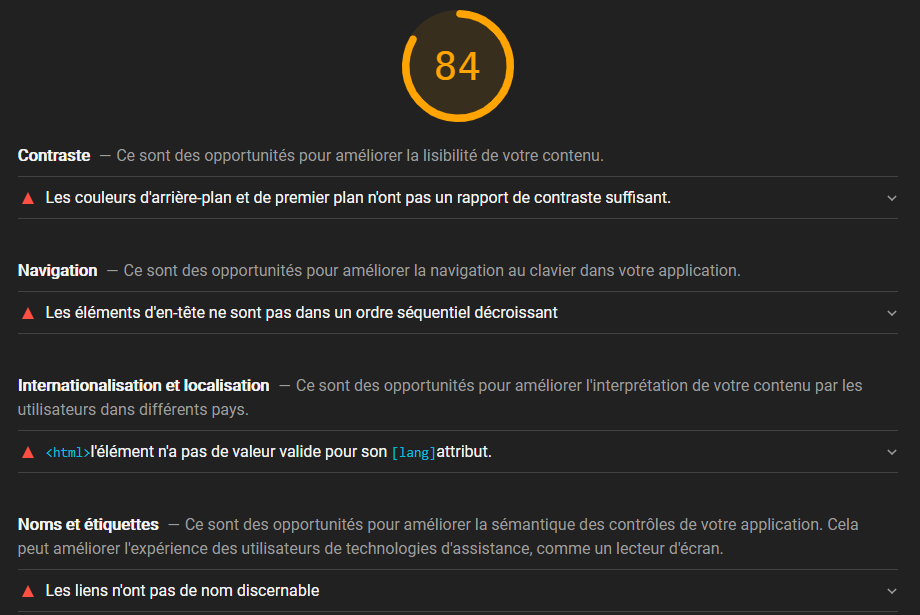 84
Contraste — Ce sont des opportunités pour améliorer la lisibilité de votre contenu.
Les couleurs d'arrière-plan et de premier plan n'ont pas un rapport de contraste suffisant.
Navigation — Ce sont des opportunités pour améliorer la navigation au clavier dans votre application.
Les éléments d'en-tête ne sont pas dans un ordre séquentiel décroissant
Internationalisation et localisation — Ce sont des opportunités pour améliorer l'interprétation de votre contenu par les
utilisateurs dans différents pays.
<html>l'élément n'a pas de valeur valide pour son [lang]attribut.
Noms et étiquettes — Ce sont des opportunités pour améliorer la sémantique des contrôles de votre application. Cela
peut améliorer l'expérience des utilisateurs de technologies d'assistance, comme un lecteur d'écran.
Les liens n'ont pas de nom discernable